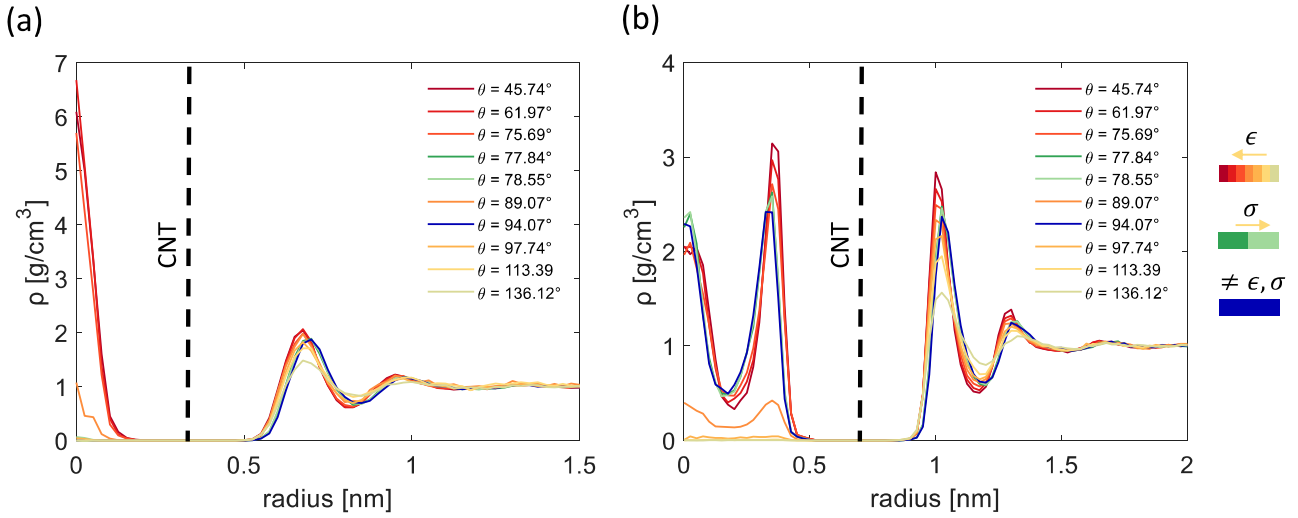 (a)
7
6
5
4
3
2
1
0
ρ [g/cm³]
CNT
θ = 45.74°
θ = 61.97°
θ = 75.69°
θ = 77.84°
θ = 78.55°
θ = 89.07°
θ = 94.07°
θ = 97.74°
θ = 113.39
θ = 136.12°
0 0.5 1 1.5
radius [nm]
(b)
4
3
2
1
0
ρ [g/cm³]
CNT
θ = 45.74°
θ = 61.97°
θ = 75.69°
θ = 77.84°
θ = 78.55°
θ = 89.07°
θ = 94.07°
θ = 97.74°
θ = 113.39
θ = 136.12°
0 0.5 1 1.5 2
radius [nm]
ϵ
σ
≠ ϵ, σ